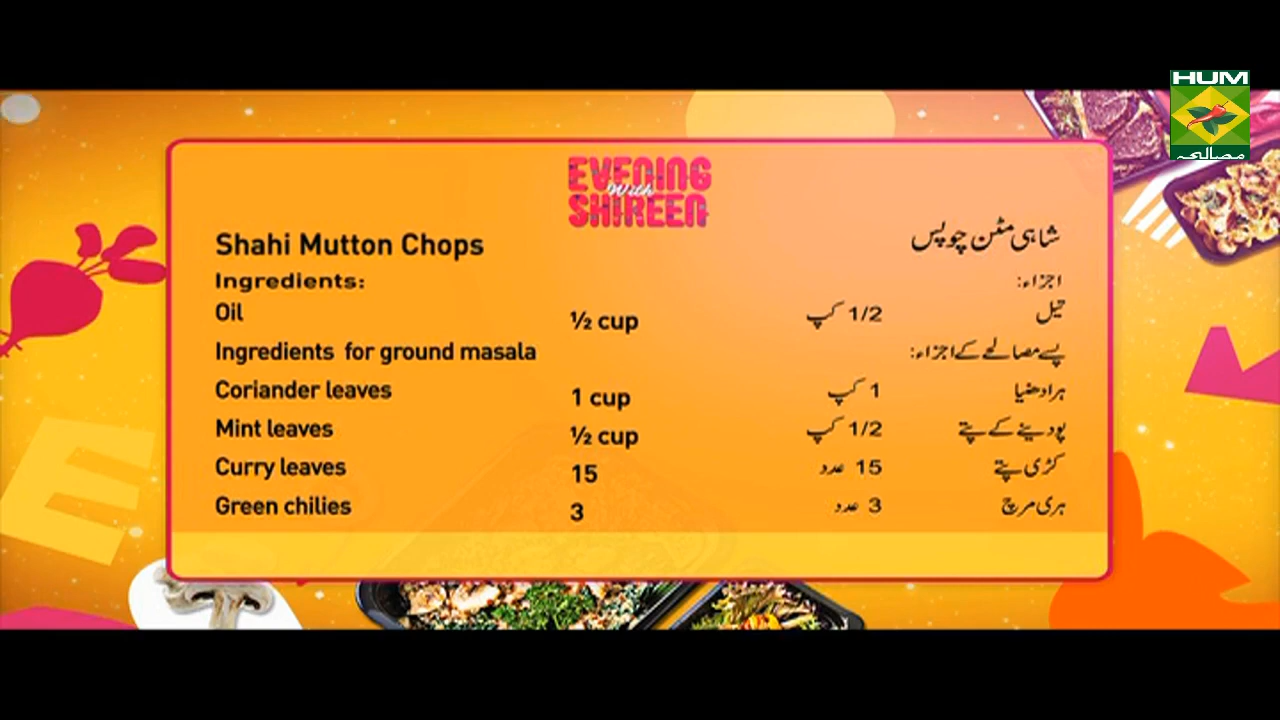 HUM
مصالحہ
EVENING
With
SHIREEN
Shahi Mutton Chops شاہی مٹن چوپس
Ingredients: اجزاء:
Oil ½ cup 1/2 کپ تیل
Ingredients for ground masala پسے مصالحے کے اجزاء:
Coriander leaves 1 cup 1 کپ ہرا دھنیا
Mint leaves ½ cup 1/2 کپ پودینے کے پتے
Curry leaves 15 15 عدد کڑی پتے
Green chilies 3 3 عدد ہری مرچ
E